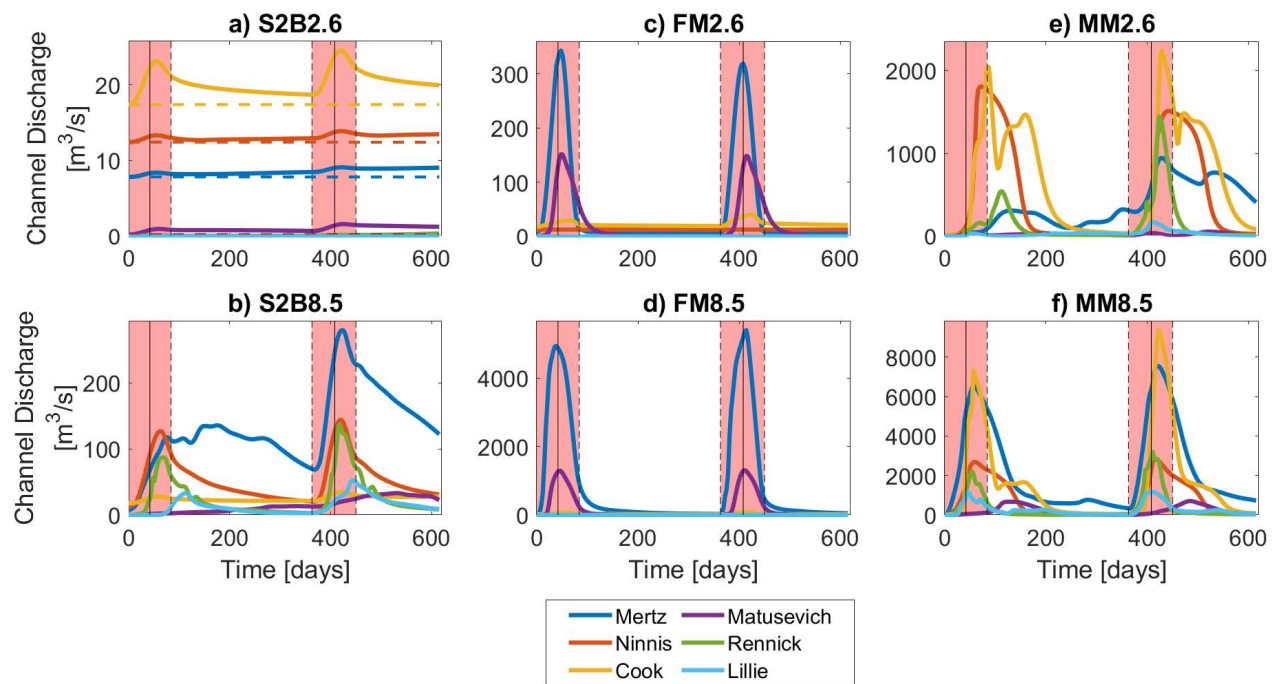 a) S2B2.6
c) FM2.6
e) MM2.6
Channel Discharge
[m³/s]
20
10
0
0 200 400 600
300
200
100
0
0 200 400 600
2000
1000
0
0 200 400 600
b) S2B8.5
d) FM8.5
f) MM8.5
Channel Discharge
[m³/s]
200
100
0
0 200 400 600
Time [days]
4000
2000
0
0 200 400 600
Time [days]
8000
6000
4000
2000
0
0 200 400 600
Time [days]
Mertz
Ninnis
Cook
Matusevich
Rennick
Lillie